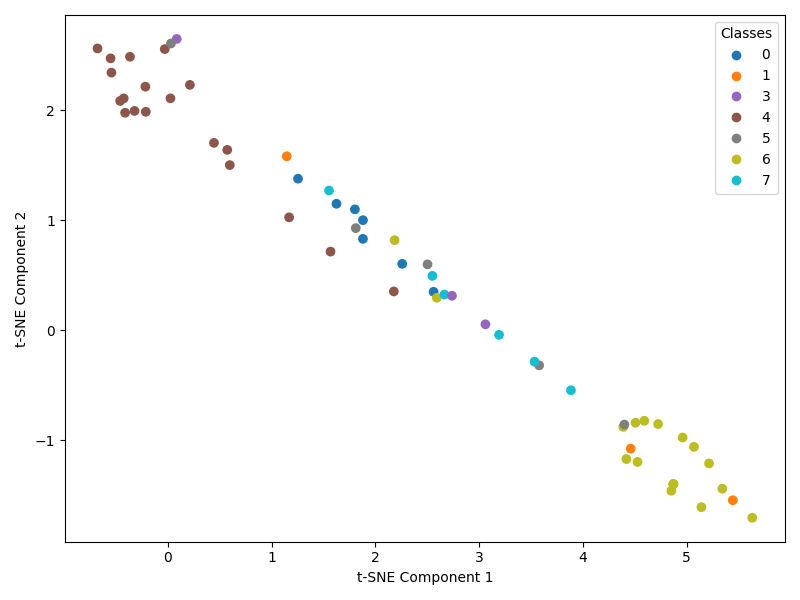 Classes
0
1
3
4
5
6
7
2
1
0
−1
t-SNE Component 2
0 1 2 3 4 5
t-SNE Component 1